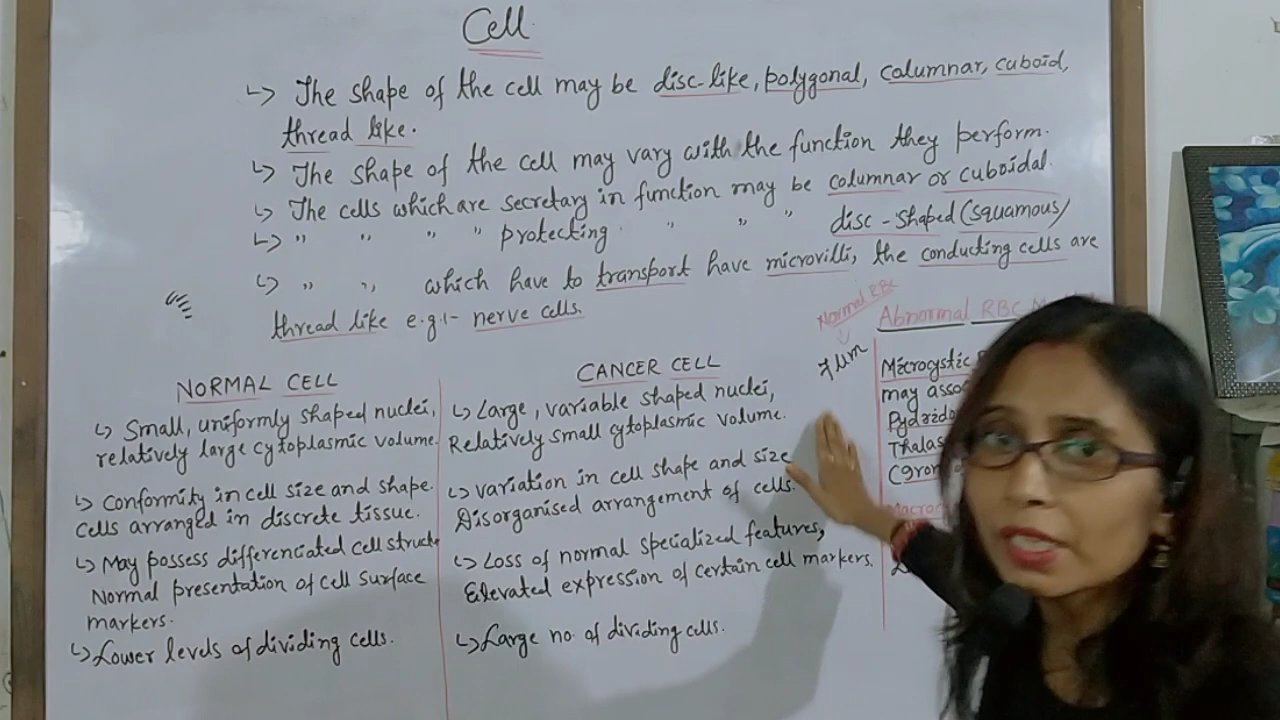 Cell
↳ The shape of the cell may be disc-like, polygonal, columnar, cuboid,
thread like.
↳ The shape of the cell may vary with the function they perform.
↳ The cells which are secretary in function may be columnar or cuboidal.
↳ " " " " protecting " " " disc-shaped (squamous)
↳ " " which have to transport have microvilli, the conducting cells are
thread like e.g:- nerve cells.
NORMAL CELL
↳ Small, uniformly shaped nuclei,
relatively large cytoplasmic volume.
↳ Conformity in cell size and shape.
cells arranged in discrete tissue.
↳ May possess differentiated cell struct
Normal presentation of cell surface
markers.
↳ Lower levels of dividing cells.
CANCER CELL
↳ Large, variable shaped nuclei,
Relatively small cytoplasmic volume.
↳ variation in cell shape and size
Disorganised arrangement of cells.
↳ Loss of normal specialized features,
Elevated expression of certain cell markers.
↳ Large no. of dividing cells.
Normal RBC
7 µm
Abnormal RBC
Microcystic
may asso
Thalas